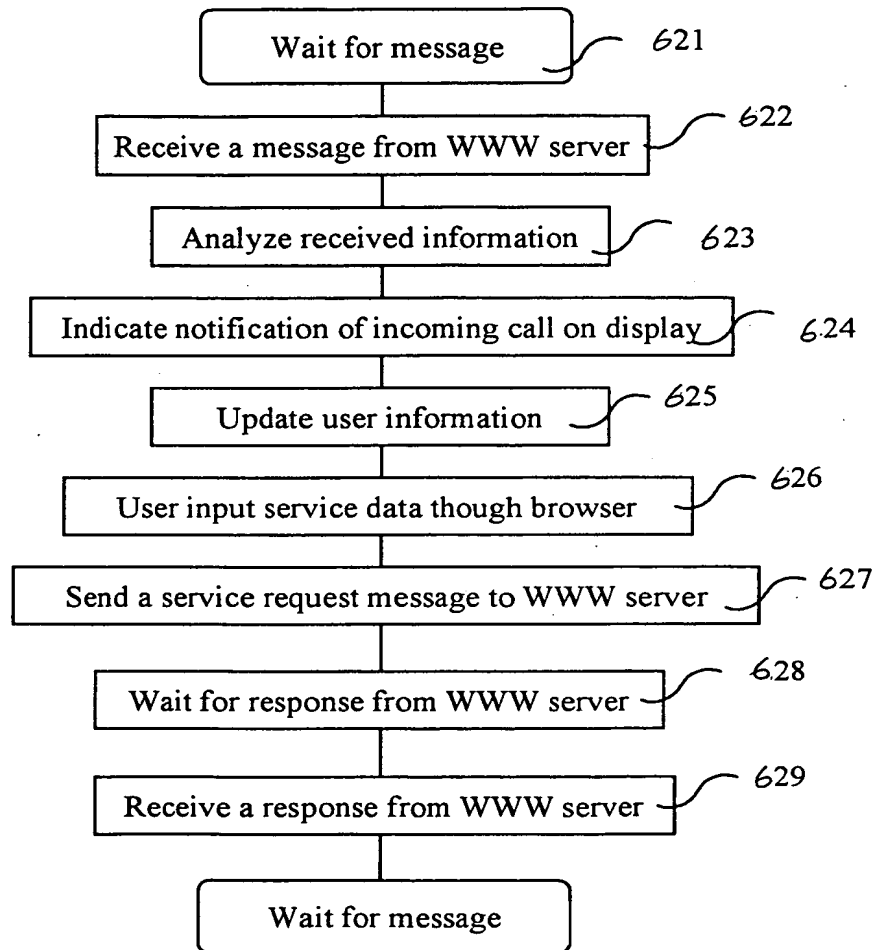 Wait for message
621
Receive a message from WWW server
622
Analyze received information
623
Indicate notification of incoming call on display
624
Update user information
625
User input service data though browser
626
Send a service request message to WWW server
627
Wait for response from WWW server
628
Receive a response from WWW server
629
Wait for message